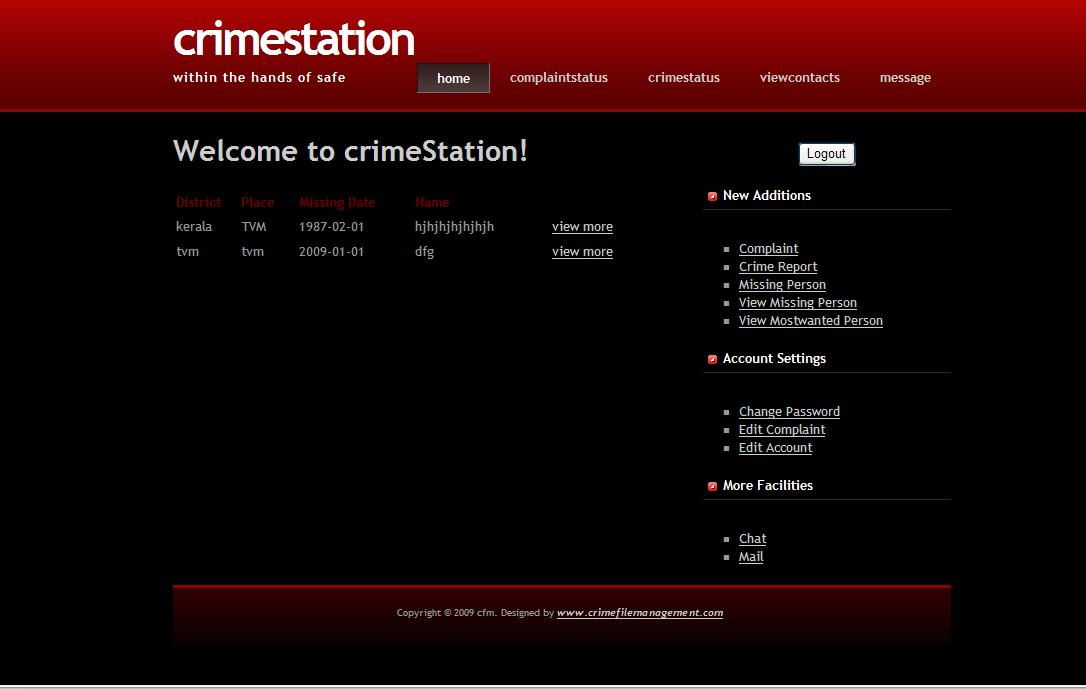 crimestation
within the hands of safe
home complaintstatus crimestatus viewcontacts message
Welcome to crimeStation!
District Place Missing Date Name
kerala TVM 1987-02-01 hjhjhjhjhjhjh view more
tvm tvm 2009-01-01 dfg view more
Logout
New Additions
Complaint
Crime Report
Missing Person
View Missing Person
View Mostwanted Person
Account Settings
Change Password
Edit Complaint
Edit Account
More Facilities
Chat
Mail
Copyright © 2009 cfm. Designed by www.crimefilemanagement.com